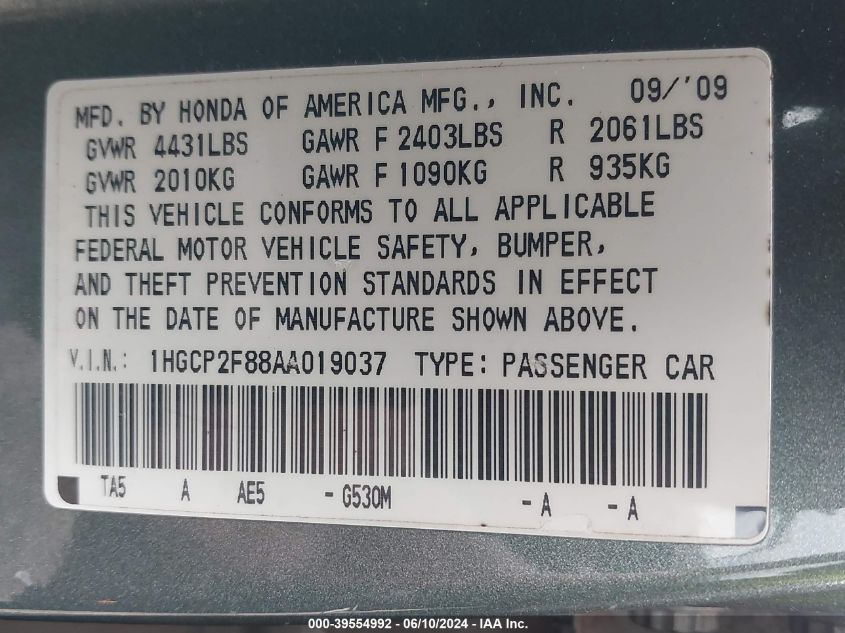 MFD. BY HONDA OF AMERICA MFG., INC. 09/'09
GVWR 4431LBS GAWR F 2403LBS R 2061LBS
GVWR 2010KG GAWR F 1090KG R 935KG
THIS VEHICLE CONFORMS TO ALL APPLICABLE
FEDERAL MOTOR VEHICLE SAFETY, BUMPER,
AND THEFT PREVENTION STANDARDS IN EFFECT
ON THE DATE OF MANUFACTURE SHOWN ABOVE.
V.I.N.: 1HGCP2F88AA019037 TYPE: PASSENGER CAR
TA5 A AE5 - G530M - A - A
000-39554992 - 06/10/2024 - IAA Inc.